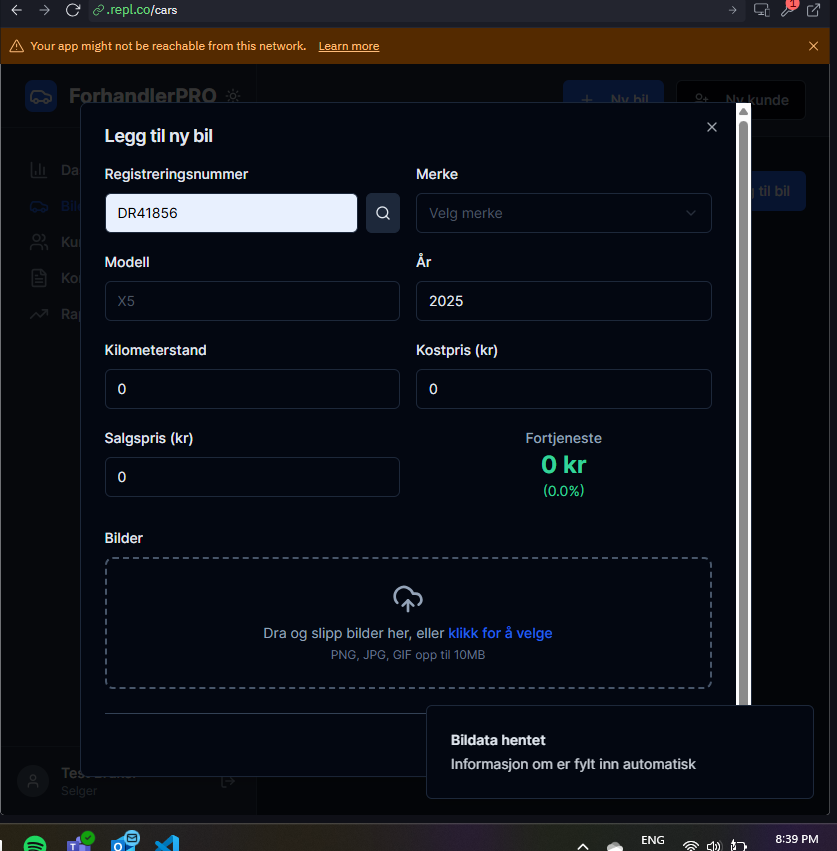 .repl.co/cars
1
Your app might not be reachable from this network. Learn more
ForhandlerPRO
Ny bil
Ny kunde
Legg til ny bil
til bil
Registreringsnummer
Merke
DR41856
Velg merke
Modell
År
X5
2025
Kilometerstand
Kostpris (kr)
0
0
Salgspris (kr)
Fortjeneste
0
0 kr
(0.0%)
Bilder
Dra og slipp bilder her, eller klikk for å velge
PNG, JPG, GIF opp til 10MB
Da
Bil
Ku
Ko
Rap
Bildata hentet
Informasjon om er fylt inn automatisk
Selger
ENG
8:39 PM